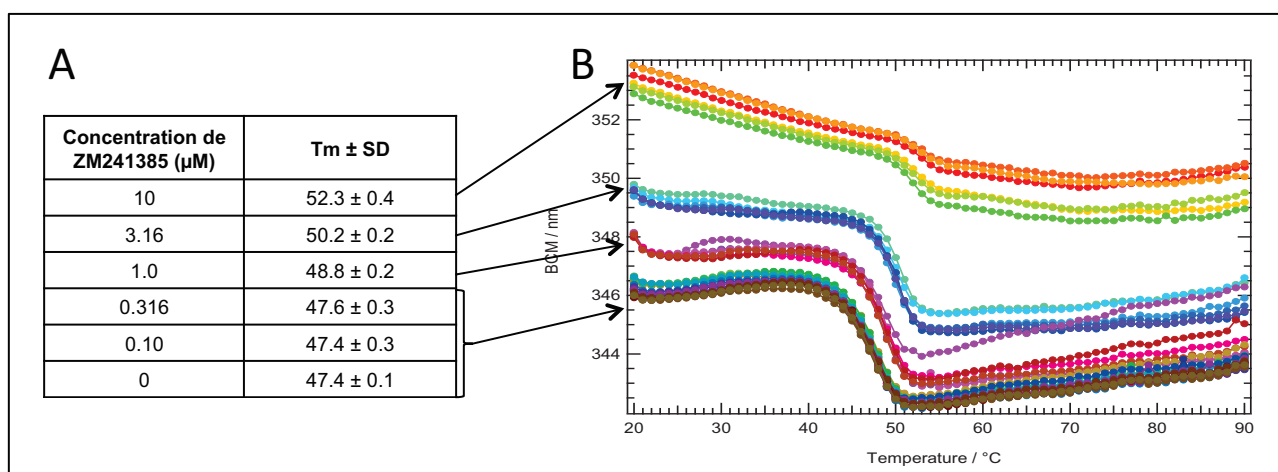 A
Concentration de
ZM241385 (µM)
Tm ± SD
10
52.3 ± 0.4
3.16
50.2 ± 0.2
1.0
48.8 ± 0.2
0.316
47.6 ± 0.3
0.10
47.4 ± 0.3
0
47.4 ± 0.1
B
BCM / nm
352
350
348
346
344
20
30
40
50
60
70
80
90
Temperature / °C